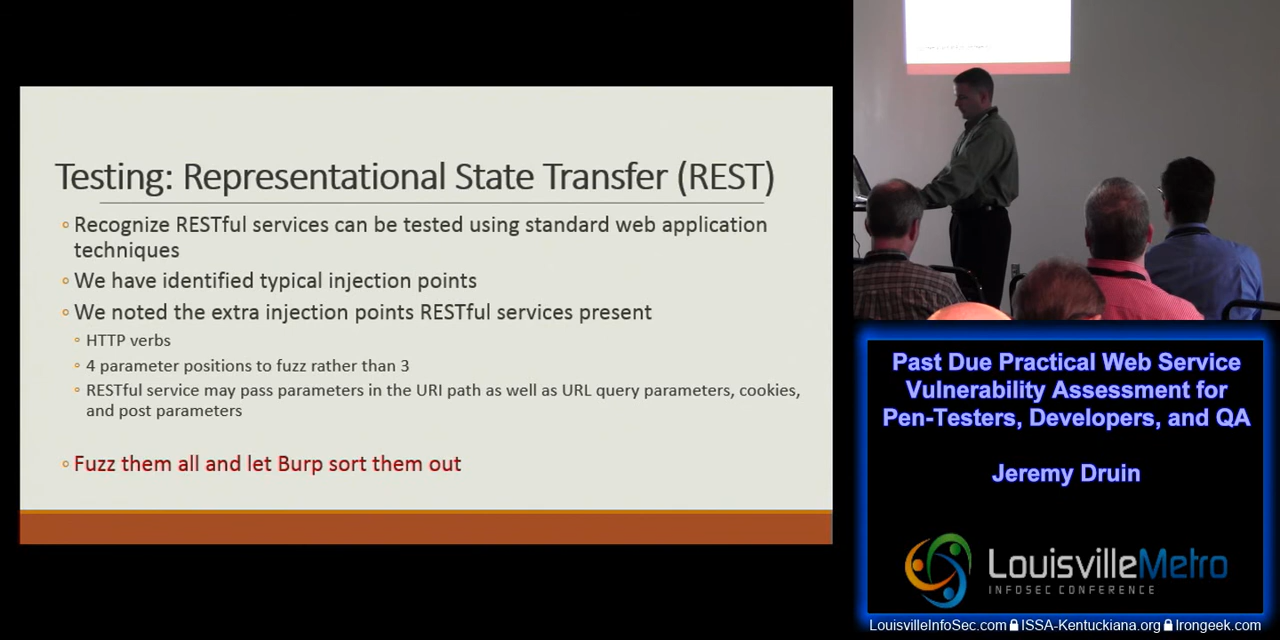 Testing: Representational State Transfer (REST)
◦ Recognize RESTful services can be tested using standard web application
techniques
◦ We have identified typical injection points
◦ We noted the extra injection points RESTful services present
◦ HTTP verbs
◦ 4 parameter positions to fuzz rather than 3
◦ RESTful service may pass parameters in the URI path as well as URL query parameters, cookies,
and post parameters
◦ Fuzz them all and let Burp sort them out
Past Due Practical Web Service
Vulnerability Assessment for
Pen-Testers, Developers, and QA
Jeremy Druin
LouisvilleMetro
INFOSEC CONFERENCE
LouisvilleInfoSec.com ISSA-Kentuckiana.org Irongeek.com